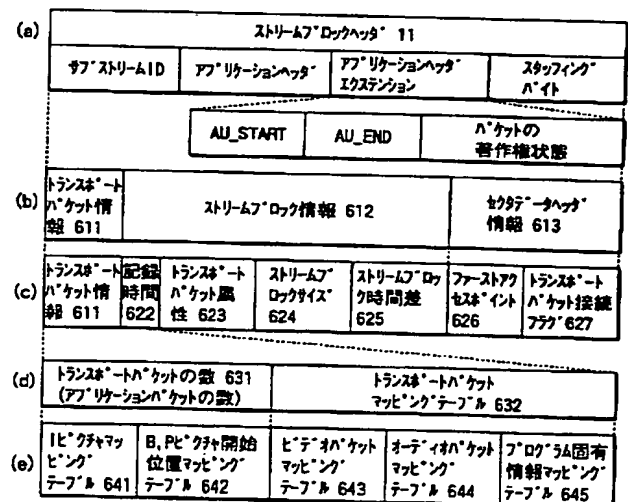 (a)
ストリームブロックヘッダ 11
サブストリームID
アプリケーションヘッダ
アプリケーションヘッダ
エクステンション
スタッフィング
バイト
AU_START
AU_END
パケットの
著作権状態
(b)
トランスポート
パケット情
報 611
ストリームブロック情報 612
セクタデータヘッダ
情報 613
(c)
トランスポート
パケット情
報 611
記録
時間
622
トランスポート
パケット属
性 623
ストリームブ
ロックサイズ
624
ストリームブロッ
ク時間差
625
ファーストアク
セスポイント
626
トランスポート
パケット接続
フラグ 627
(d)
トランスポートパケットの数 631
(アプリケーションパケットの数)
トランスポートパケット
マッピングテーブル 632
(e)
Iピクチャマッ
ピング
テーブル 641
B,Pピクチャ開始
位置マッピング
テーブル 642
ビデオパケット
マッピング
テーブル 643
オーディオパケット
マッピング
テーブル 644
プログラム固有
情報マッピング
テーブル 645